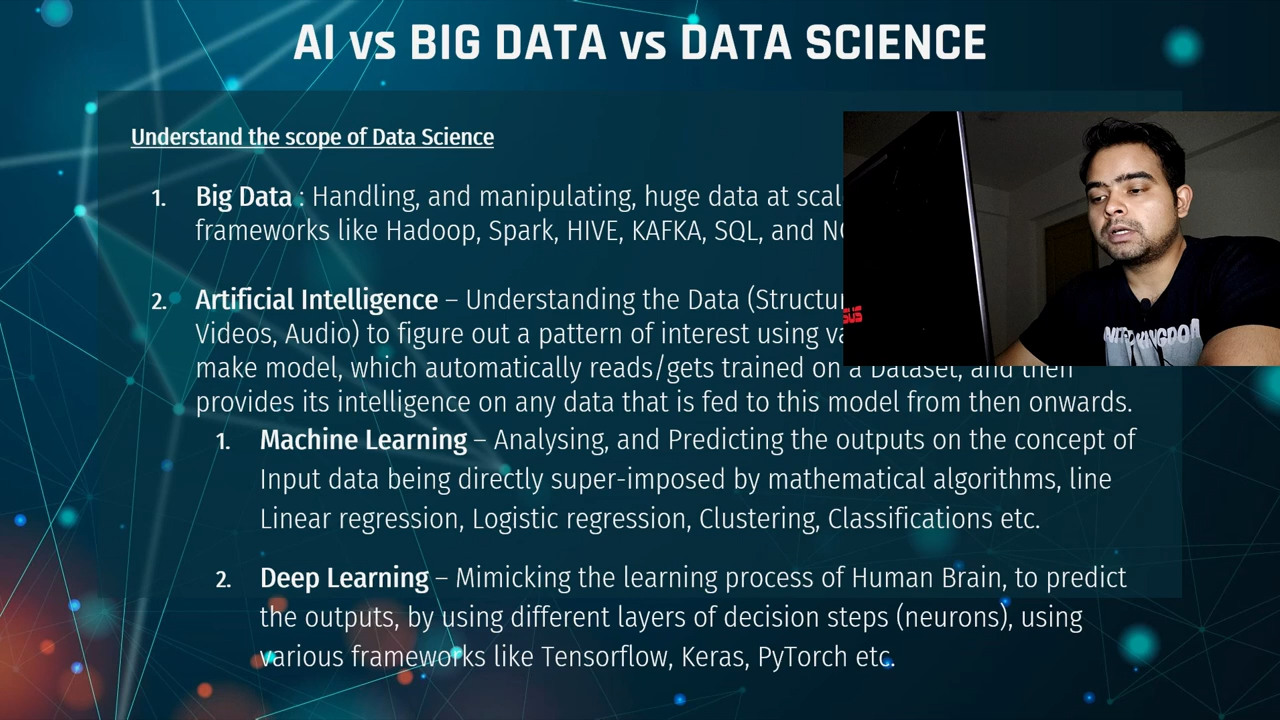 AI vs BIG DATA vs DATA SCIENCE
Understand the scope of Data Science
1. Big Data : Handling, and manipulating, huge data at
frameworks like Hadoop, Spark, HIVE, KAFKA, SQL, and
2. Artificial Intelligence – Understanding the Data
Videos, Audio) to figure out a pattern of interest using
make model, which automatically reads/gets trained on a Dataset, and then
provides its intelligence on any data that is fed to this model from then onwards.
1. Machine Learning – Analysing, and Predicting the outputs on the concept of
Input data being directly super-imposed by mathematical algorithms, line
Linear regression, Logistic regression, Clustering, Classifications etc.
2. Deep Learning – Mimicking the learning process of Human Brain, to predict
the outputs, by using different layers of decision steps (neurons), using
various frameworks like Tensorflow, Keras, PyTorch etc.